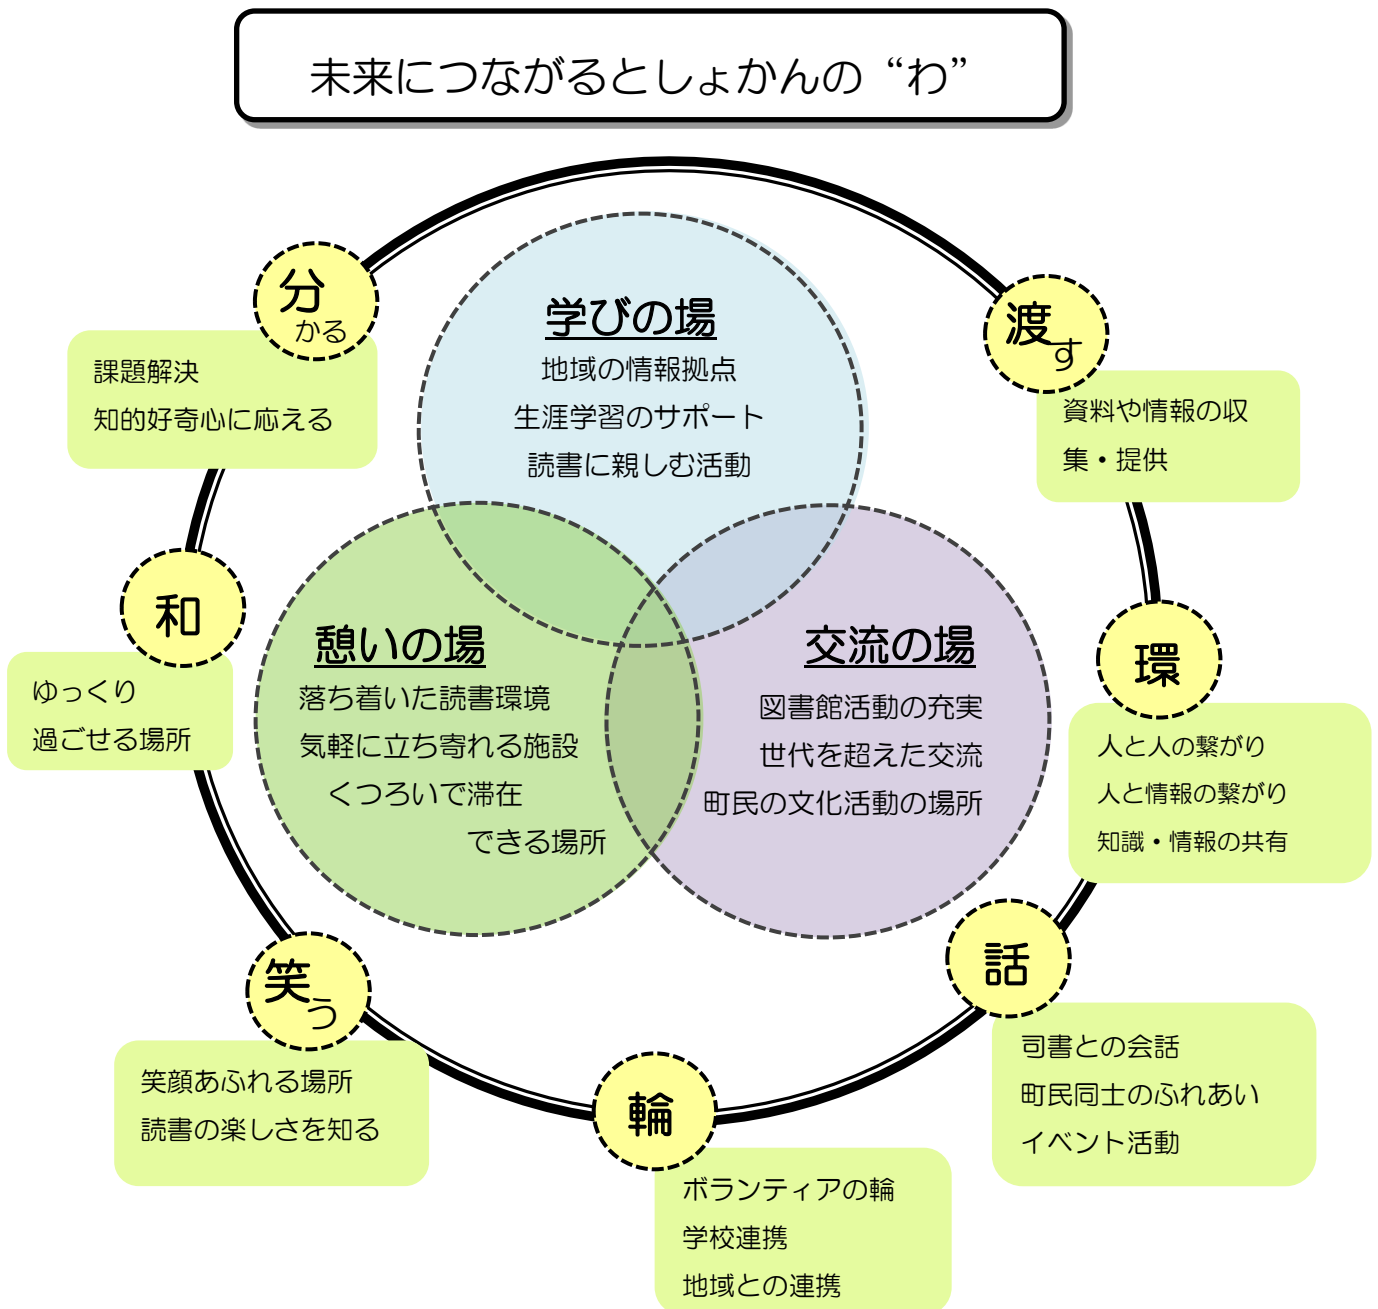 未来につながるとしょかんの“わ”
分かる
課題解決
知的好奇心に応える
渡す
資料や情報の収
集・提供
学びの場
地域の情報拠点
生涯学習のサポート
読書に親しむ活動
和
ゆっくり
過ごせる場所
憩いの場
落ち着いた読書環境
気軽に立ち寄れる施設
くつろいで滞在
できる場所
交流の場
図書館活動の充実
世代を超えた交流
町民の文化活動の場所
環
人と人の繋がり
人と情報の繋がり
知識・情報の共有
笑う
笑顔あふれる場所
読書の楽しさを知る
話
司書との会話
町民同士のふれあい
イベント活動
輪
ボランティアの輪
学校連携
地域との連携